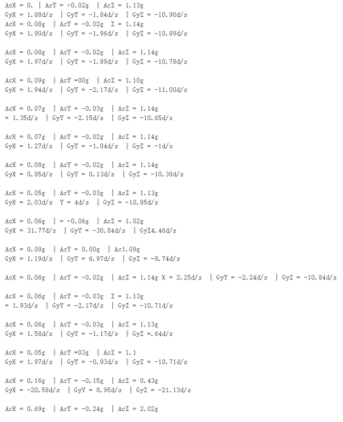 AcX = 0. | AcY = -0.02g | AcZ = 1.13g
GyX = 1.88d/s | GyY = -1.84d/s | GyZ = -10.90d/s
AcX = 0.08g | AcY = -0.02g Z = 1.14g
GyX = 1.90d/s | GyY = -1.96d/s | GyZ = -10.89d/s
AcX = 0.08g | AcY = -0.02g | AcZ = 1.14g
GyX = 1.97d/s | GyY = -1.89d/s | GyZ = -10.78d/s
AcX = 0.09g | AcY =00g | AcZ = 1.10g
GyX = 1.94d/s | GyY = -2.17d/s | GyZ = -11.00d/s
AcX = 0.07g | AcY = -0.03g | AcZ = 1.14g
= 1.35d/s | GyY = -2.15d/s | GyZ = -10.65d/s
AcX = 0.07g | AcY = -0.02g | AcZ = 1.14g
GyX = 1.27d/s | GyY = -1.04d/s | GyZ = -1d/s
AcX = 0.08g | AcY = -0.02g | AcZ = 1.14g
GyX = 0.85d/s | GyY = 0.13d/s | GyZ = -10.38d/s
AcX = 0.05g | AcY = -0.03g | AcZ = 1.13g
GyX = 2.03d/s Y = 4d/s | GyZ = -10.85d/s
AcX = 0.06g | = -0.06g | AcZ = 1.02g
GyX = 31.77d/s | GyY = -30.84d/s | GyZ4.46d/s
AcX = 0.08g | AcY = 0.00g | Ac1.09g
GyX = 1.19d/s | GyY = 6.97d/s | GyZ = -8.74d/s
AcX = 0.06g | AcY = -0.02g | AcZ = 1.14g X = 2.25d/s | GyY = -2.24d/s | GyZ = -10.84d/s
AcX = 0.06g | AcY = -0.03g Z = 1.13g
= 1.93d/s | GyY = -2.17d/s | GyZ = -10.71d/s
AcX = 0.06g | AcY = -0.03g | AcZ = 1.13g
GyX = 1.58d/s | GyY = -1.17d/s | GyZ =.64d/s
AcX = 0.05g | AcY =03g | AcZ = 1.1
GyX = 1.97d/s | GyY = -0.93d/s | GyZ = -10.71d/s
AcX = 0.16g | AcY = -0.15g | AcZ = 0.43g
GyX = -20.58d/s | GyY = 8.95d/s | GyZ = -21.13d/s
AcX = 0.69g | AcY = -0.24g | AcZ = 2.02g